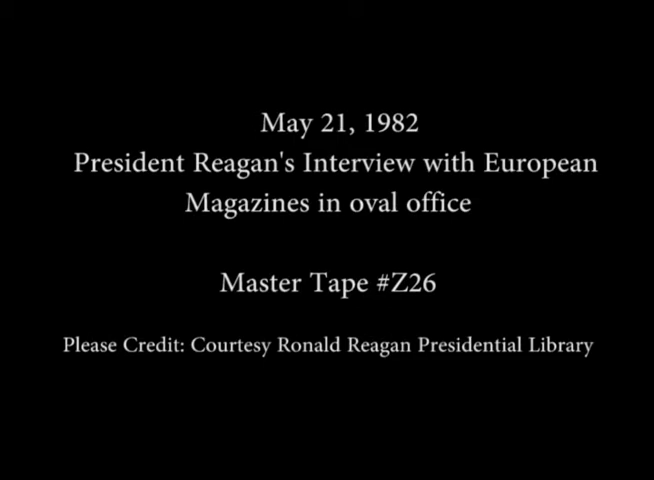 May 21, 1982
President Reagan's Interview with European
Magazines in oval office
Master Tape #Z26
Please Credit: Courtesy Ronald Reagan Presidential Library